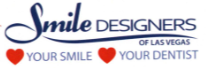 Smile DESIGNERS
OF LAS VEGAS
YOUR SMILE YOUR DENTIST